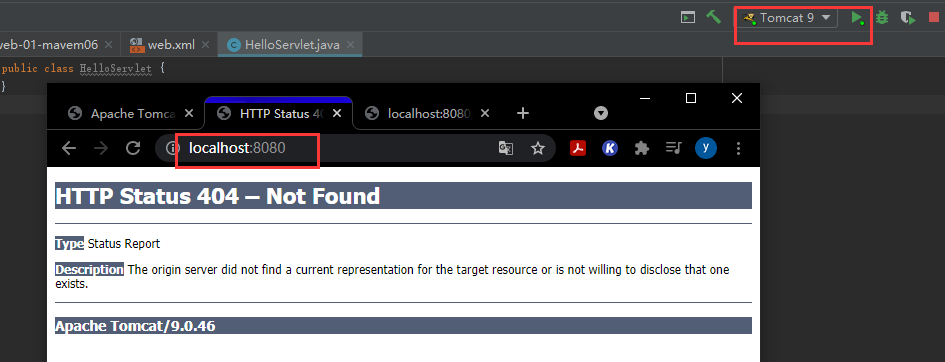 Tomcat 9
web-01-mavem06
web.xml
HelloServlet.java
public class HelloServlet {
}
Apache Tomca
HTTP Status 40
localhost:8080
localhost:8080
y
HTTP Status 404 – Not Found
Type Status Report
Description The origin server did not find a current representation for the target resource or is not willing to disclose that one
exists.
Apache Tomcat/9.0.46